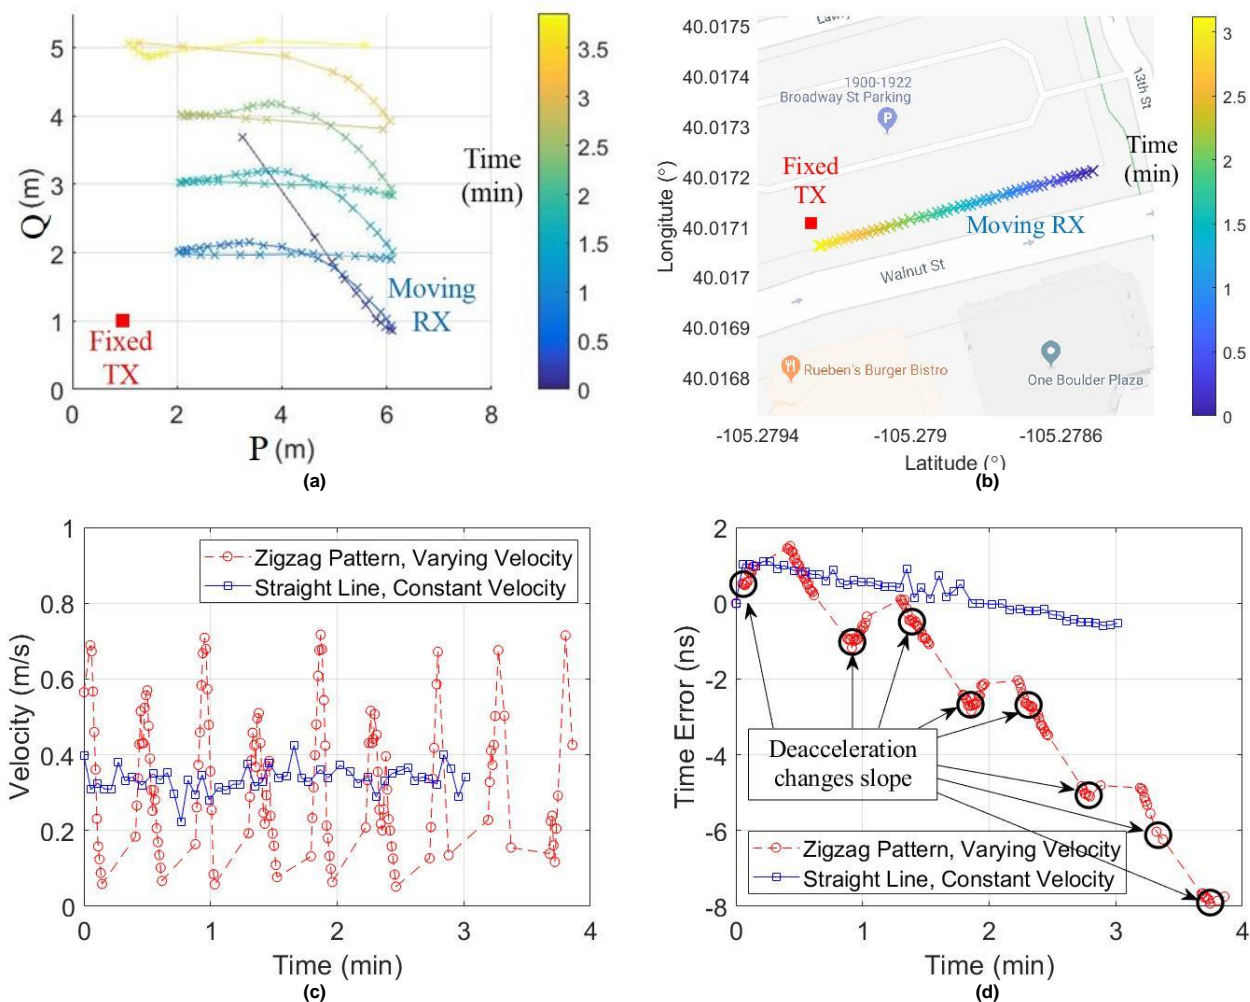 5
4
3
2
1
0
Q (m)
0
2
4
6
8
P (m)
Fixed
TX
Moving
RX
3.5
3
2.5
2
1.5
1
0.5
0
Time
(min)
(a)
40.0175
40.0174
40.0173
40.0172
40.0171
40.017
40.0169
40.0168
Longitute (°)
-105.2794
-105.279
-105.2786
Latitude (°)
1900-1922
Broadway St Parking
P
13th St
Fixed
TX
Moving RX
Walnut St
Rueben's Burger Bistro
One Boulder Plaza
Time
(min)
3
2.5
2
1.5
1
0.5
0
(b)
1
0.8
0.6
0.4
0.2
0
Velocity (m/s)
Zigzag Pattern, Varying Velocity
Straight Line, Constant Velocity
0
1
2
3
4
Time (min)
(c)
2
0
-2
-4
-6
-8
Time Error (ns)
Deacceleration
changes slope
Zigzag Pattern, Varying Velocity
Straight Line, Constant Velocity
0
1
2
3
4
Time (min)
(d)